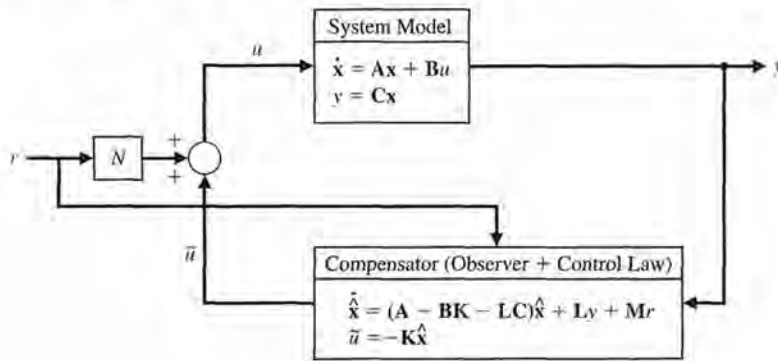 System Model
ẋ = Ax + Bu
y = Cx
u
y
r
N
+
+
ũ
Compensator (Observer + Control Law)
x̂̇ = (A − BK − LC)x̂ + Ly + Mr
ũ = −Kx̂